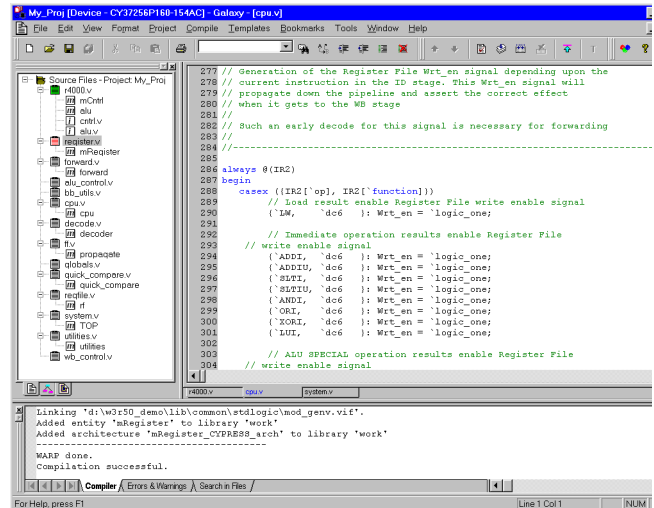 My_Proj [Device - CY37256P160-154AC] - Galaxy - [cpu.v]
File Edit View Format Project Compile Templates Bookmarks Tools Window Help
Source Files - Project: My_Proj
r4000.v
mCntrl
alu
cntrl.v
alu.v
register.v
mRegister
forward.v
forward
alu_control.v
bb_utils.v
cpu.v
cpu
decode.v
decoder
ff.v
propagate
globals.v
quick_compare.v
quick_compare
regfile.v
rf
system.v
TOP
utilities.v
utilities
wb_control.v
277 // Generation of the Register File Wrt_en signal depending upon the
278 // current instruction in the ID stage. This Wrt_en signal will
279 // propagate down the pipeline and assert the correct effect
280 // when it gets to the WB stage
281 //
282 // Such an early decode for this signal is necessary for forwarding
283 //
284 //--------------------------------------------------------------
285
286 always @(IR2)
287 begin
288 casex ({IR2[`op], IR2[`function]})
289 // Load result enable Register File write enable signal
290 {`LW, `dc6 }: Wrt_en = `logic_one;
291
292 // Immediate operation results enable Register File
293 // write enable signal
294 {`ADDI, `dc6 }: Wrt_en = `logic_one;
295 {`ADDIU, `dc6 }: Wrt_en = `logic_one;
296 {`SLTI, `dc6 }: Wrt_en = `logic_one;
297 {`SLTIU, `dc6 }: Wrt_en = `logic_one;
298 {`ANDI, `dc6 }: Wrt_en = `logic_one;
299 {`ORI, `dc6 }: Wrt_en = `logic_one;
300 {`XORI, `dc6 }: Wrt_en = `logic_one;
301 {`LUI, `dc6 }: Wrt_en = `logic_one;
302
303 // ALU SPECIAL operation results enable Register File
304 // write enable signal
r4000.v cpu.v system.v
Linking 'd:\w3r50_demo\lib\common\stdlogic\mod_genv.vif'.
Added entity 'mRegister' to library 'work'
Added architecture 'mRegister_CYPRESS_arch' to library 'work'
--------------------------------------
WARP done.
Compilation successful.
Compiler Errors & Warnings Search in Files
For Help, press F1 Line 1 Col 1 NUM